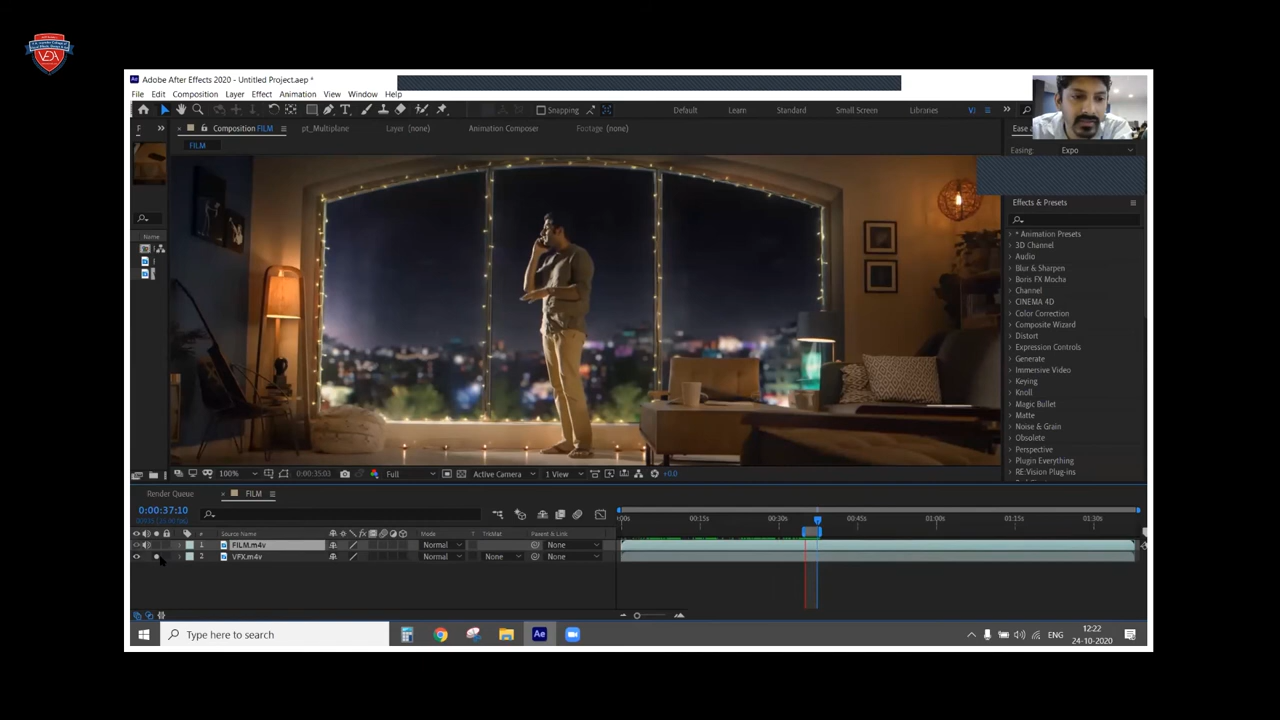 VEDA
Adobe After Effects 2020 - Untitled Project.aep *
File Edit Composition Layer Effect Animation View Window Help
Snapping Default Learn Standard Small Screen Libraries
F Composition FILM pt_Multiplane Layer (none) Animation Composer Footage (none)
FILM
Easing: Expo
Effects & Presets
* Animation Presets
3D Channel
Audio
Blur & Sharpen
Boris FX Mocha
Channel
CINEMA 4D
Color Correction
Composite Wizard
Distort
Expression Controls
Generate
Immersive Video
Keying
Knoll
Magic Bullet
Matte
Noise & Grain
Obsolete
Perspective
Plugin Everything
RE:Vision Plug-ins
Name
100% 0:00:35:03 Full Active Camera 1 View +0.0
Render Queue FILM
0:00:37:10
# Source Name Mode T TrkMat Parent & Link
:00s 00:15s 00:30s 00:45s 01:00s 01:15s 01:30s
1 FILM.m4v Normal None
2 VFX.m4v Normal None None
Type here to search
ENG
12:22
24-10-2020